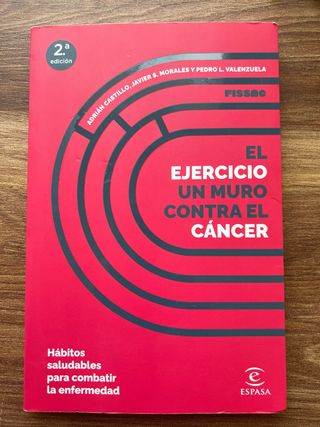 2.ª
edición
ADRIÁN CASTILLO, JAVIER S. MORALES Y PEDRO L. VALENZUELA
FISSAC
EL
EJERCICIO
UN MURO
CONTRA EL
CÁNCER
Hábitos
saludables
para combatir
la enfermedad
e
ESPASA